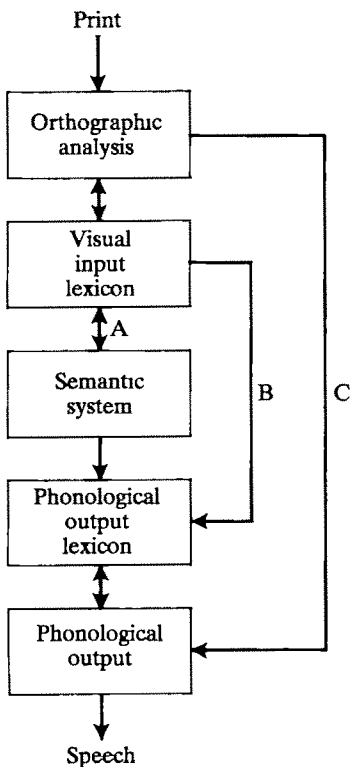 Print
Orthographic
analysis
Visual
input
lexicon
A
Semantic
system
B
C
Phonological
output
lexicon
Phonological
output
Speech